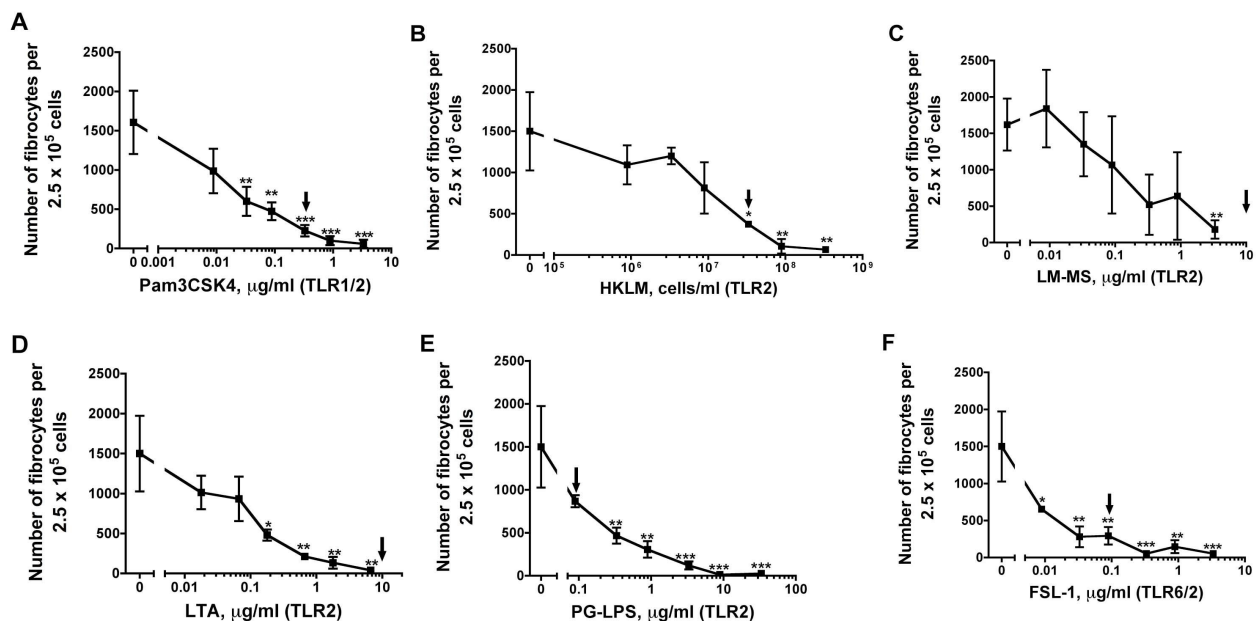 A
Number of fibrocytes per
2.5 x 10⁵ cells
2500
2000
1500
1000
500
0
** ** *** *** ***
0 0.001 0.01 0.1 1 10
Pam3CSK4, μg/ml (TLR1/2)
B
Number of fibrocytes per
2.5 x 10⁵ cells
2500
2000
1500
1000
500
0
* ** **
0 10⁵ 10⁶ 10⁷ 10⁸ 10⁹
HKLM, cells/ml (TLR2)
C
Number of fibrocytes per
2.5 x 10⁵ cells
2500
2000
1500
1000
500
0
**
0 0.01 0.1 1 10
LM-MS, μg/ml (TLR2)
D
Number of fibrocytes per
2.5 x 10⁵ cells
2500
2000
1500
1000
500
0
* ** ** **
0 0.01 0.1 1 10
LTA, μg/ml (TLR2)
E
Number of fibrocytes per
2.5 x 10⁵ cells
2500
2000
1500
1000
500
0
** ** *** *** ***
0 0.1 1 10 100
PG-LPS, μg/ml (TLR2)
F
Number of fibrocytes per
2.5 x 10⁵ cells
2500
2000
1500
1000
500
0
* ** ** *** ** ***
0 0.01 0.1 1 10
FSL-1, μg/ml (TLR6/2)